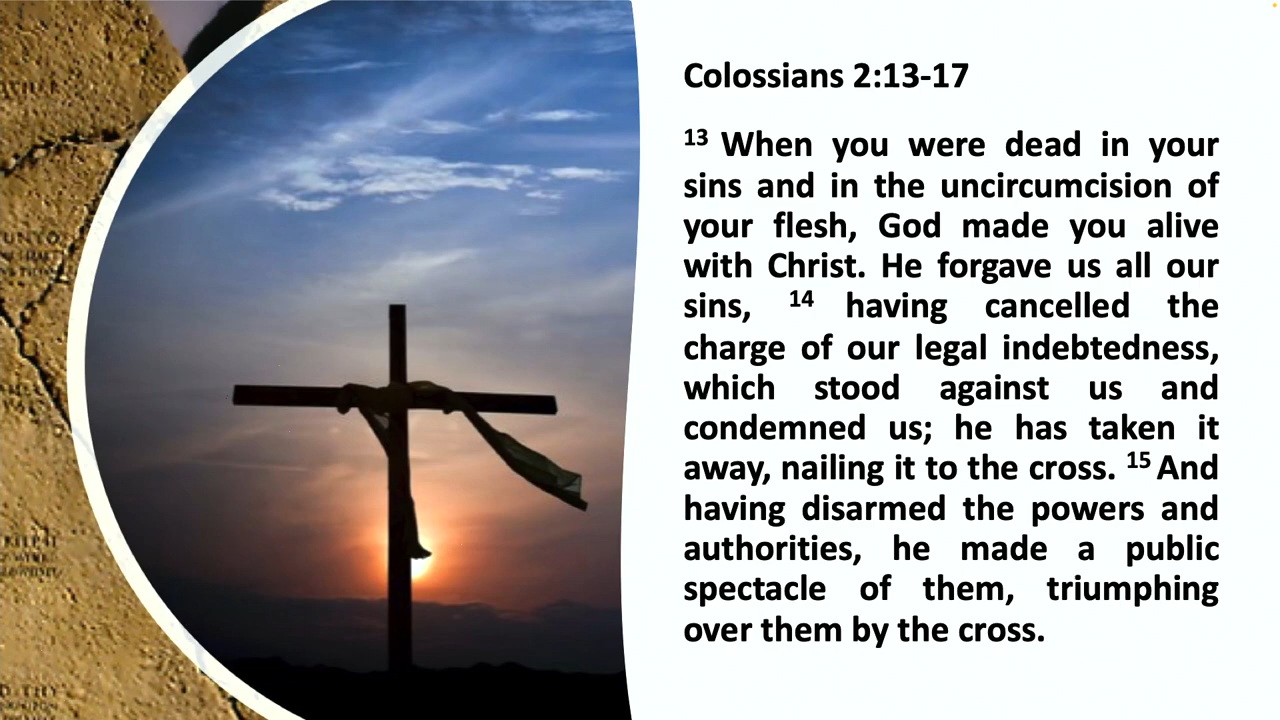 Colossians 2:13-17
13 When you were dead in your
sins and in the uncircumcision of
your flesh, God made you alive
with Christ. He forgave us all our
sins, 14 having cancelled the
charge of our legal indebtedness,
which stood against us and
condemned us; he has taken it
away, nailing it to the cross. 15 And
having disarmed the powers and
authorities, he made a public
spectacle of them, triumphing
over them by the cross.